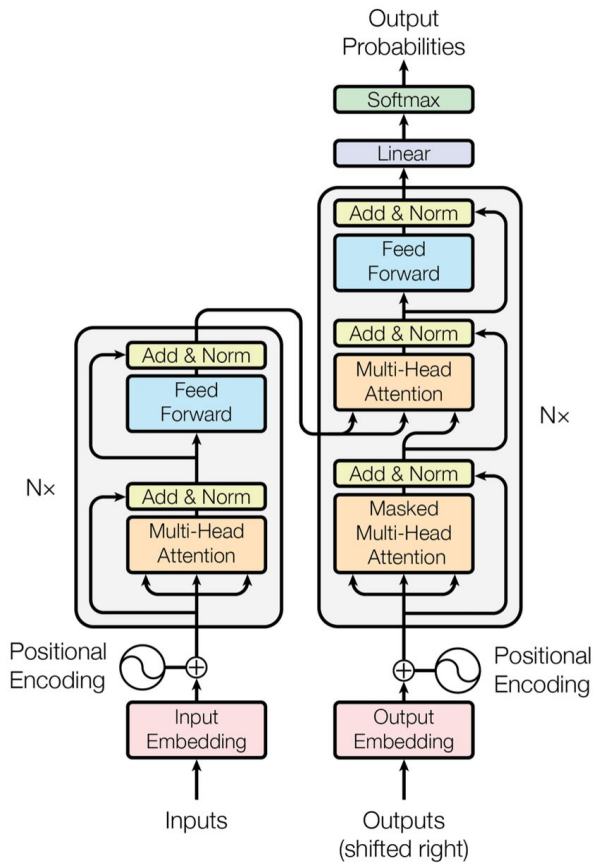 Output
Probabilities
Softmax
Linear
Add & Norm
Feed
Forward
Add & Norm
Multi-Head
Attention
Add & Norm
Masked
Multi-Head
Attention
N×
Add & Norm
Feed
Forward
Add & Norm
Multi-Head
Attention
N×
Positional
Encoding
Positional
Encoding
Input
Embedding
Output
Embedding
Inputs
Outputs
(shifted right)